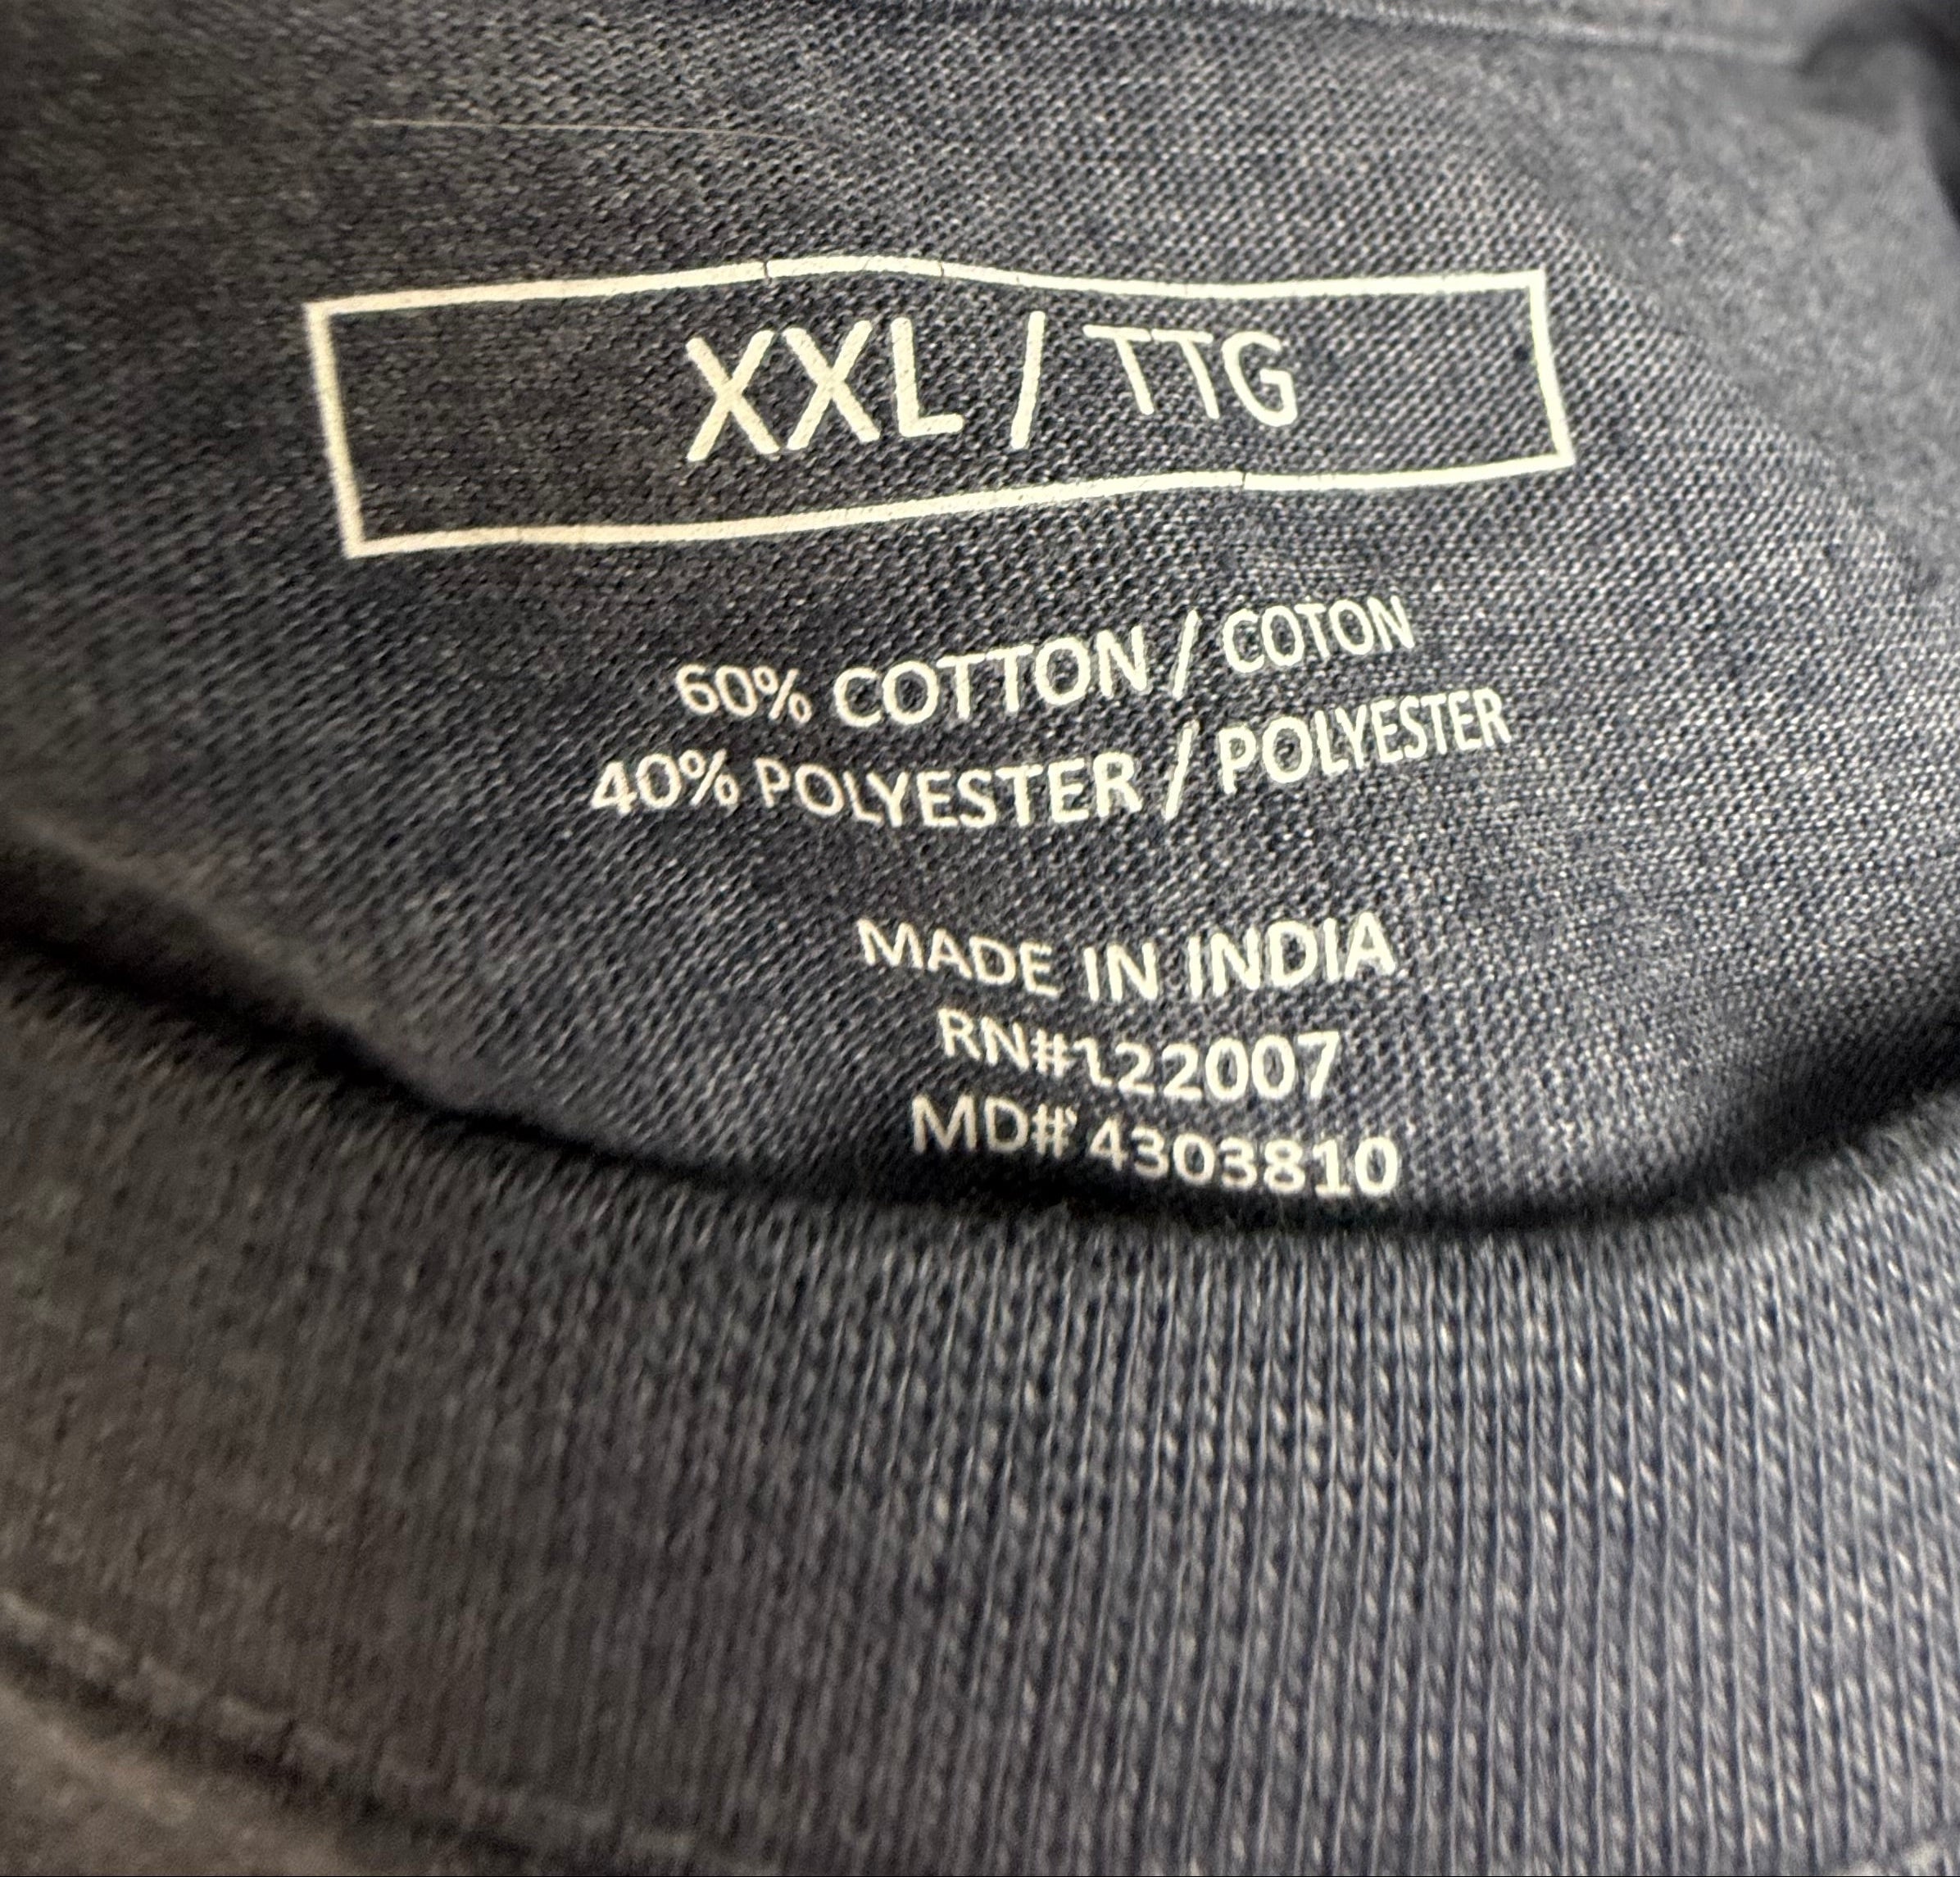 XXL / TTG
60% COTTON / COTON
40% POLYESTER / POLYESTER
MADE IN INDIA
RN#122007
MD# 4303810